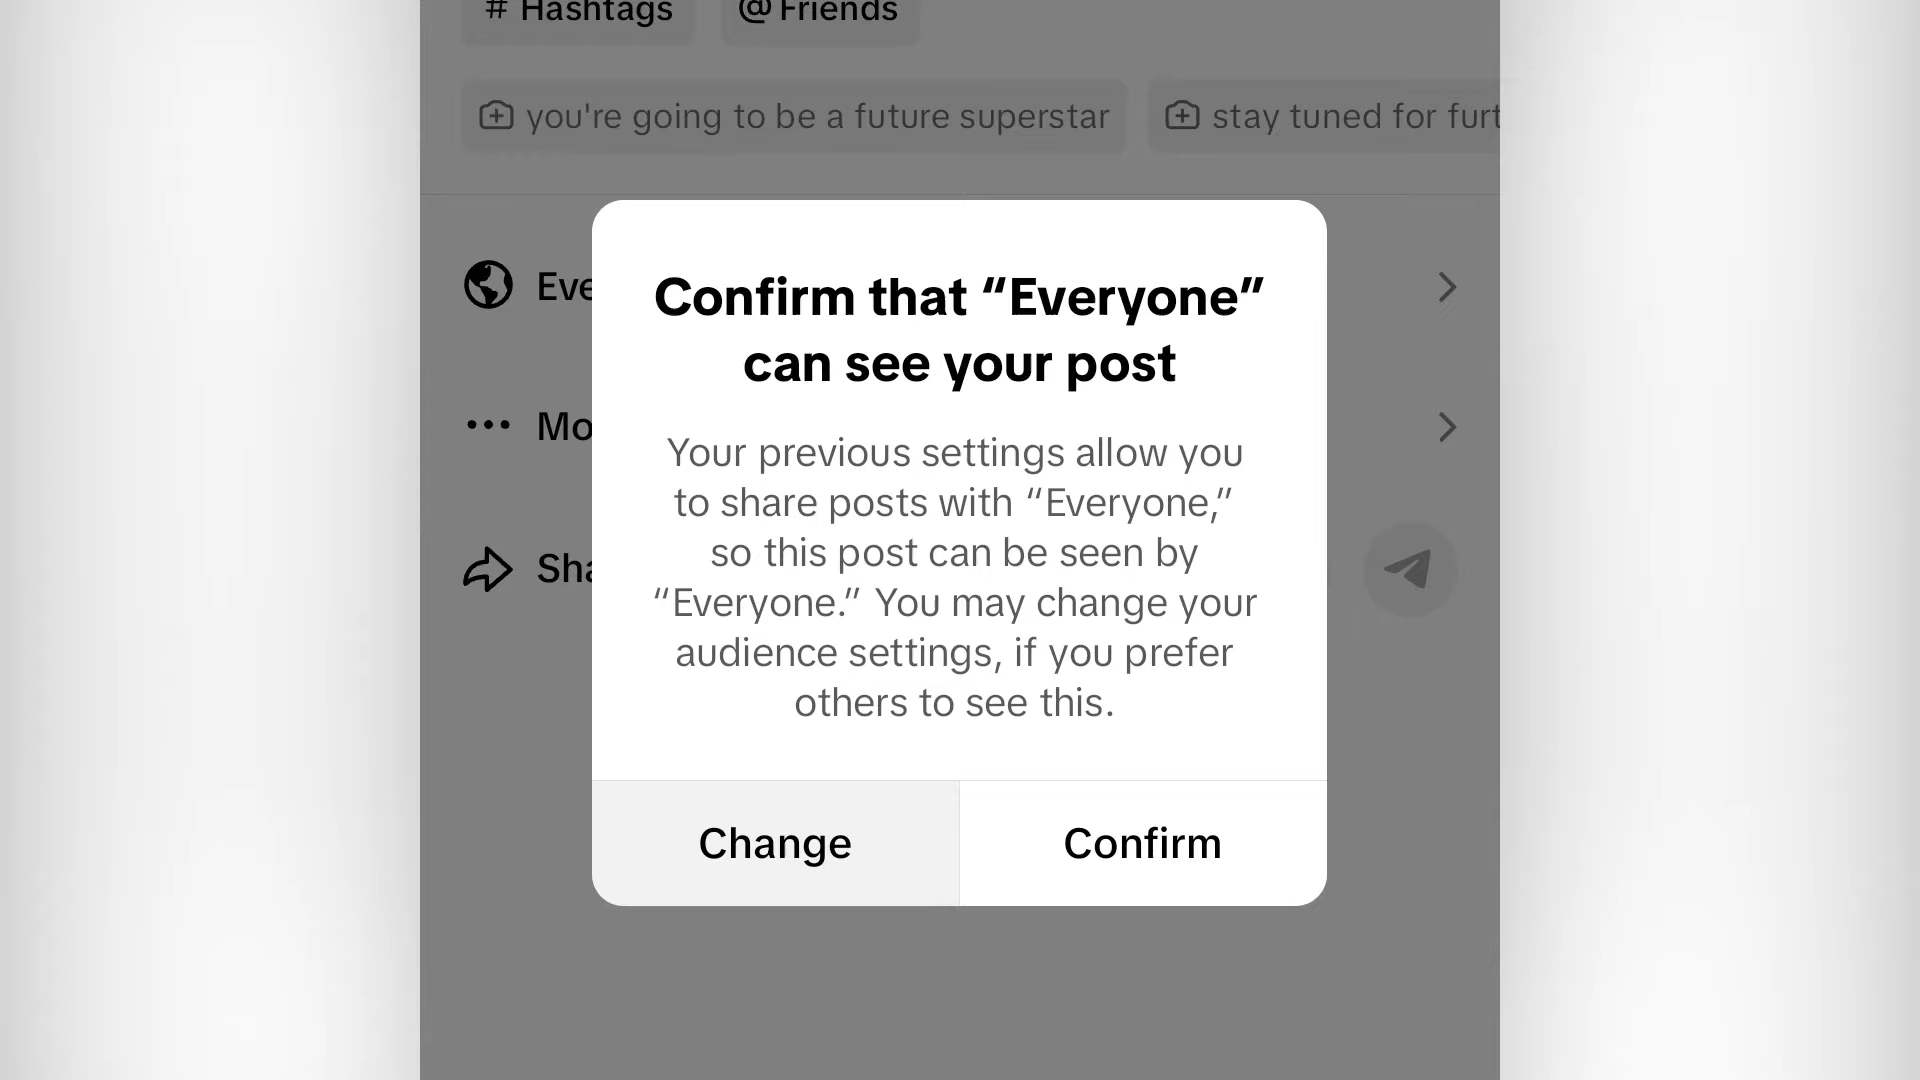 # Hashtags @ Friends
you're going to be a future superstar stay tuned for furt
Eve
Confirm that “Everyone”
can see your post
Mo
Your previous settings allow you
to share posts with “Everyone,”
so this post can be seen by
“Everyone.” You may change your
audience settings, if you prefer
others to see this.
Sha
Change Confirm